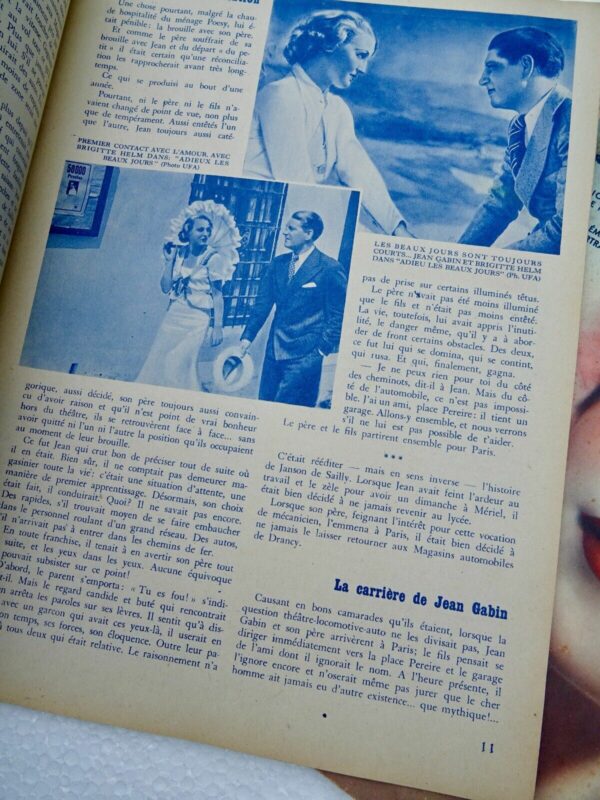 Une chose pourtant, malgré la chau-
de hospitalité du ménage Poesy, lui é-
tait pénible : la brouille avec son père.
Et comme le père souffrait de sa
brouille avec Jean et du départ « du pe-
tit » il était certain qu'une réconcilia-
tion les rapprocherait avant très long-
temps.
Ce qui se produisi au bout d'une
année.
Pourtant, ni le père ni le fils n'a-
vaient changé de point de vue, non plus
que de tempérament. Aussi entêtés l'un
que l'autre, Jean toujours aussi caté-
PREMIER CONTACT AVEC L'AMOUR, AVEC
BRIGITTE HELM DANS: "ADIEUX LES
BEAUX JOURS" (Photo UFA)
50000
LES BEAUX JOURS SONT TOUJOURS
COURTS... JEAN GABIN ET BRIGITTE HELM
DANS "ADIEU LES BEAUX JOURS" (Ph. UFA)
gorique, aussi décidé, son père toujours aussi convain-
cu d'avoir raison et qu'il n'est point de vrai bonheur
hors du théâtre, ils se retrouvèrent face à face... sans
avoir quitté ni l'un ni l'autre la position qu'ils occupaient
au moment de leur brouille.
Ce fut Jean qui crut bon de préciser tout de suite où
il en était. Bien sûr, il ne comptait pas demeurer ma-
gasinier toute la vie: c'était une situation d'attente, une
manière de premier apprentissage. Désormais, son choix
était fait, il conduirait. Quoi? Il ne savait pas encore.
Des rapides, s'il trouvait moyen de se faire embaucher
dans le personnel roulant d'un grand réseau. Des autos,
s'il n'arrivait pas à entrer dans les chemins de fer.
En toute franchise, il tenait à en avertir son père tout
suite, et les yeux dans les yeux. Aucune équivoque
pouvait subsister sur ce point!
D'abord, le parent s'emporta: « Tu es fou! » s'indi-
t-il. Mais le regard candide et buté qui rencontrait
n arrêta les paroles sur ses lèvres. Il sentit qu'à dis-
avec un garçon qui avait ces yeux-là, il userait en
on temps, ses forces, son éloquence. Outre leur pa-
à tous deux qui était relative. Le raisonnement n'a
pas de prise sur certains illuminés têtus.
Le père n'avait pas été moins illuminé
que le fils et n'était pas moins entêté.
La vie, toutefois, lui avait appris l'inuti-
lité, le danger même, qu'il y a à abor-
der de front certains obstacles. Des deux,
ce fut lui qui se domina, qui se contint,
qui rusa. Et qui, finalement, gagna.
— Je ne peux rien pour toi du côté
des cheminots, dit-il à Jean. Mais du cô-
té de l'automobile, ce n'est pas impossi-
ble. J'ai un ami, place Pereire: il tient un
garage. Allons-y ensemble, et nous verrons
s'il ne lui est pas possible de t'aider.
Le père et le fils partirent ensemble pour Paris.
***
C'était rééditer — mais en sens inverse — l'histoire
de Janson de Sailly. Lorsque Jean avait feint l'ardeur au
travail et le zèle pour avoir un dimanche à Mériel, il
était bien décidé à ne jamais revenir au lycée.
Lorsque son père, feignant l'intérêt pour cette vocation
de mécanicien, l'emmena à Paris, il était bien décidé à
ne jamais le laisser retourner aux Magasins automobiles
de Drancy.
La carrière de Jean Gabin
Causant en bons camarades qu'ils étaient, lorsque la
question théâtre-locomotive-auto ne les divisait pas, Jean
Gabin et son père arrivèrent à Paris; le fils pensait se
diriger immédiatement vers la place Pereire et le garage
de l'ami dont il ignorait le nom. A l'heure présente, il
l'ignore encore et n'oserait même pas jurer que le cher
homme ait jamais eu d'autre existence... que mythique!...
11